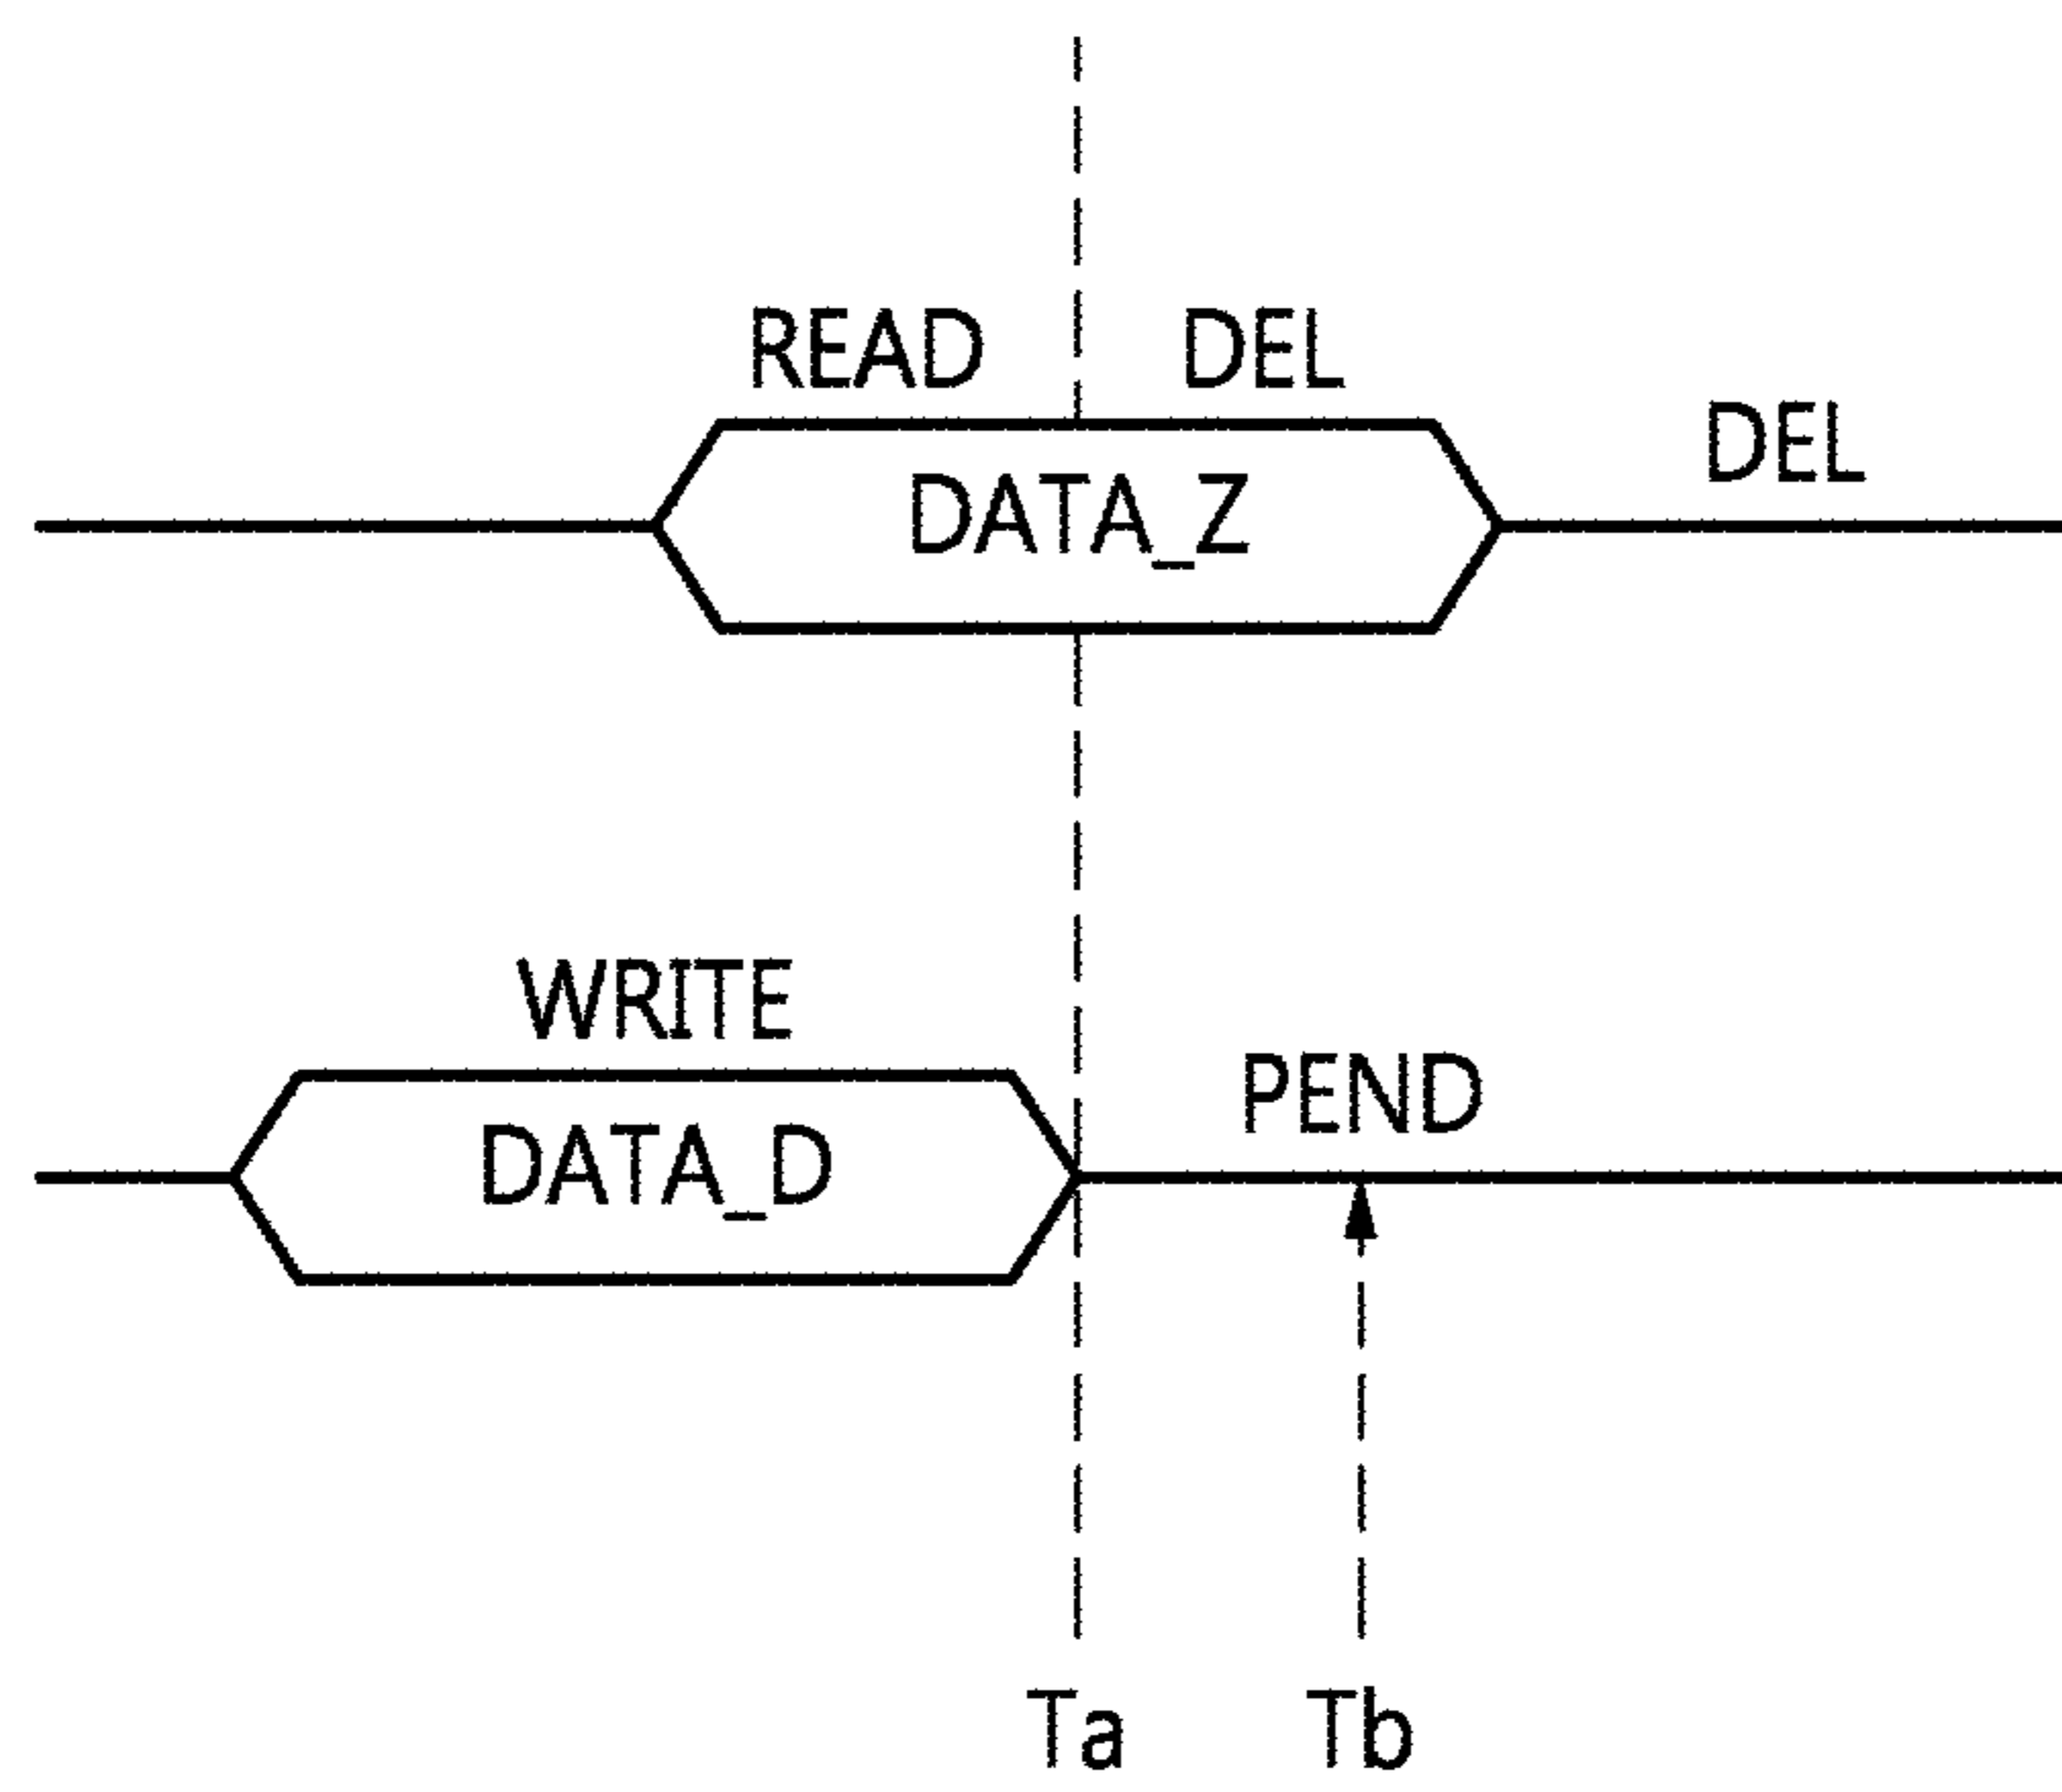 READ DEL
DEL
DATA_Z
WRITE
PEND
DATA_D
Ta Tb